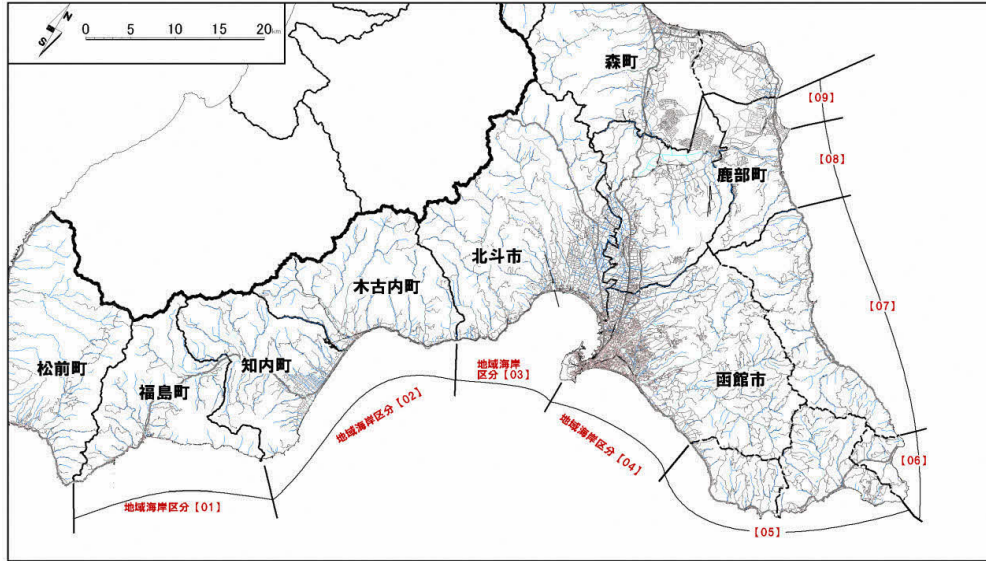 N
S
0 5 10 15 20km
森町
【09】
【08】
鹿部町
北斗市
木古内町
【07】
知内町
松前町
福島町
函館市
地域海岸
区分【03】
地域海岸区分【02】
地域海岸区分【04】
【06】
地域海岸区分【01】
【05】